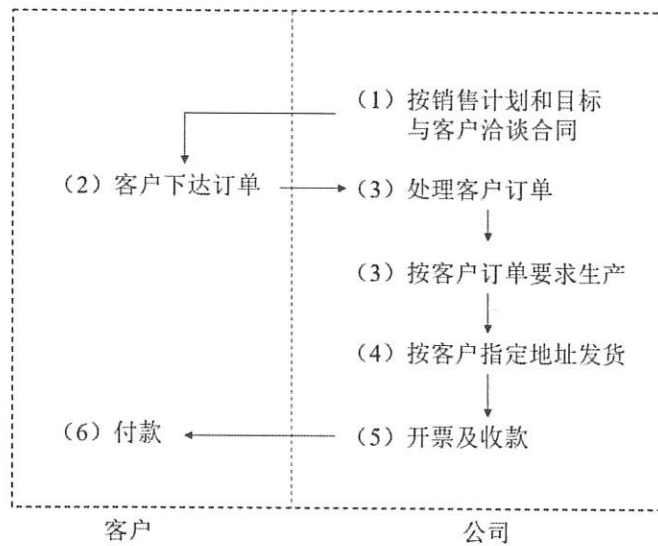 （1）按销售计划和目标
与客户洽谈合同
（2）客户下达订单
（3）处理客户订单
（3）按客户订单要求生产
（4）按客户指定地址发货
（6）付款
（5）开票及收款
客户
公司